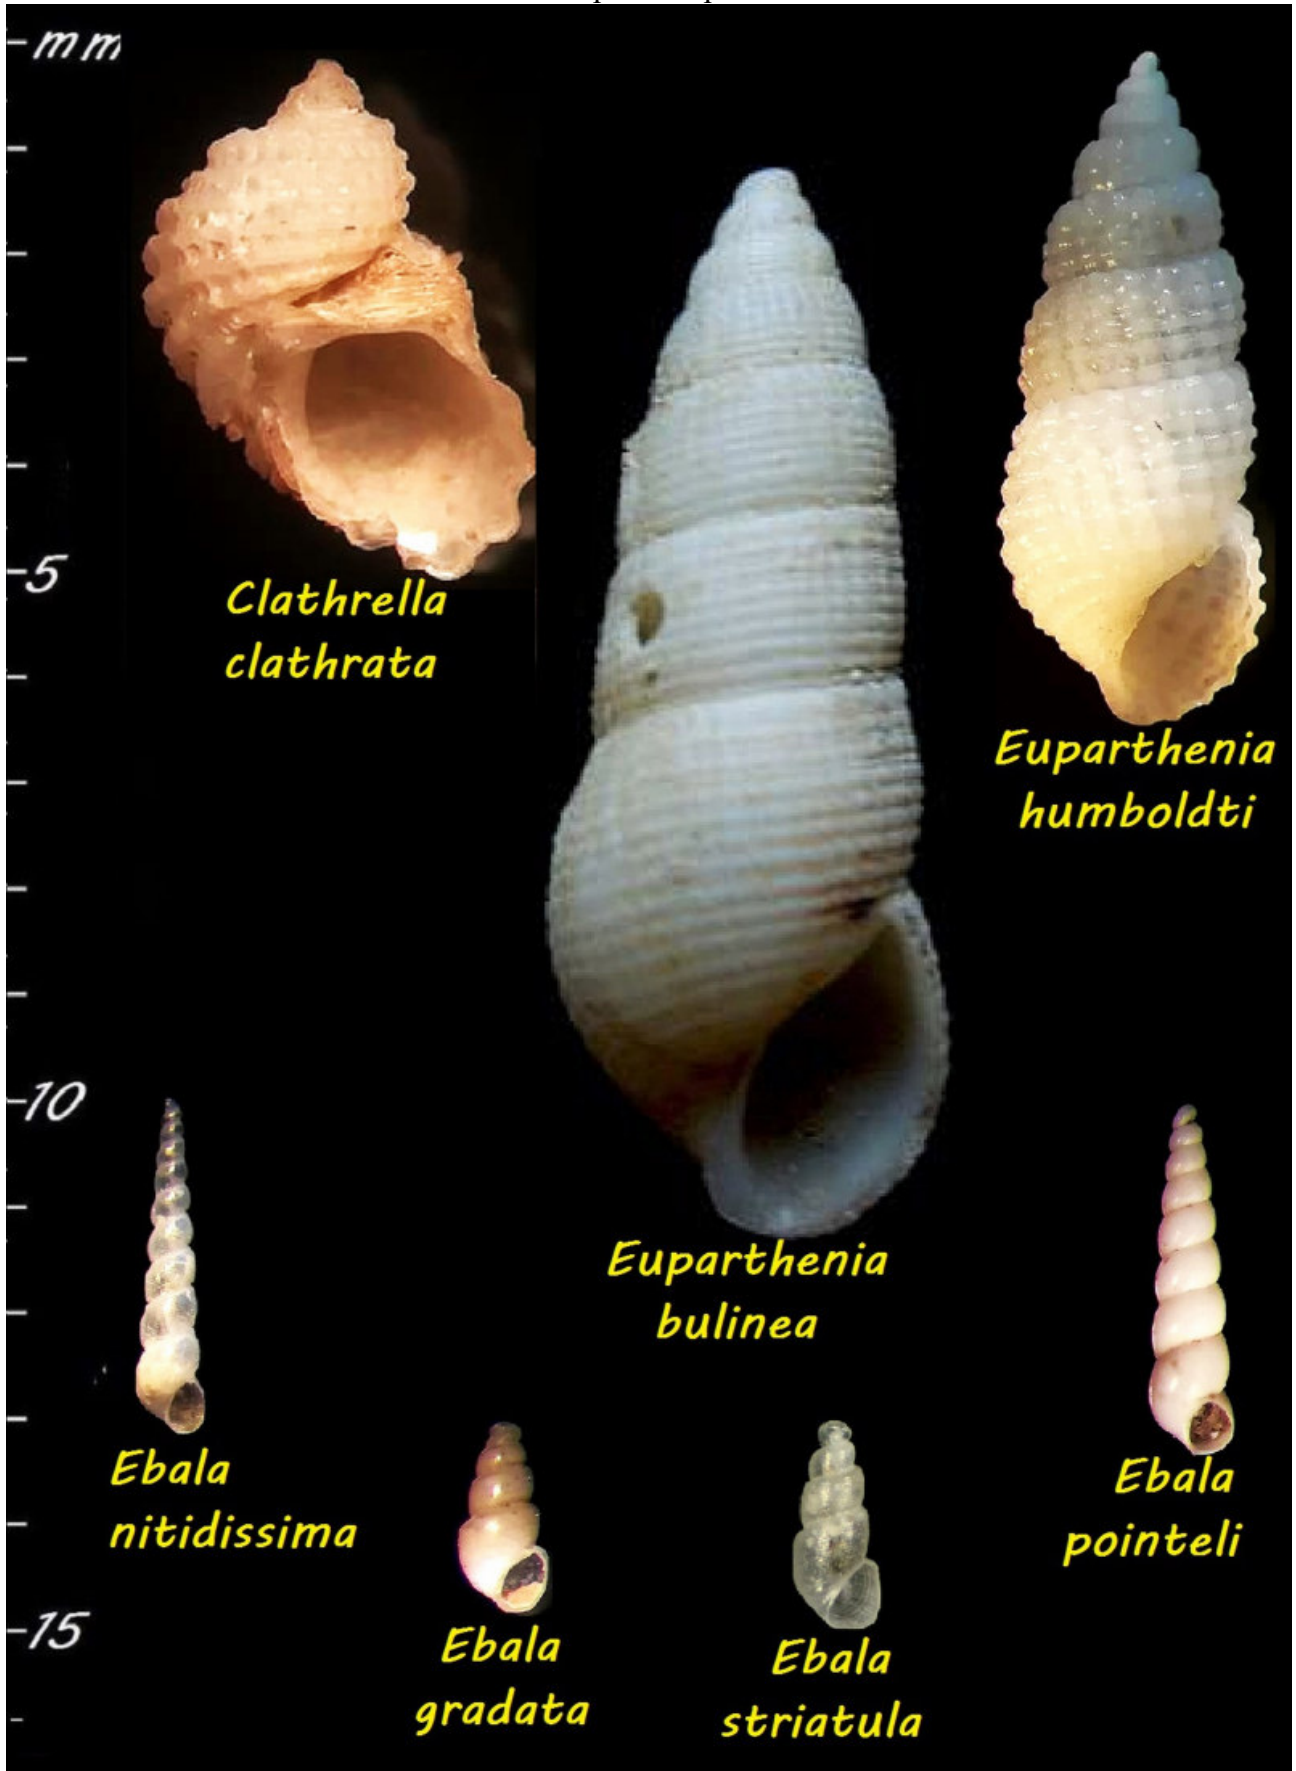 mm
Clathrella
clathrata
5
Euparthenia
humboldti
10
Euparthenia
bulinea
Ebala
nitidissima
Ebala
pointeli
Ebala
gradata
Ebala
striatula
15